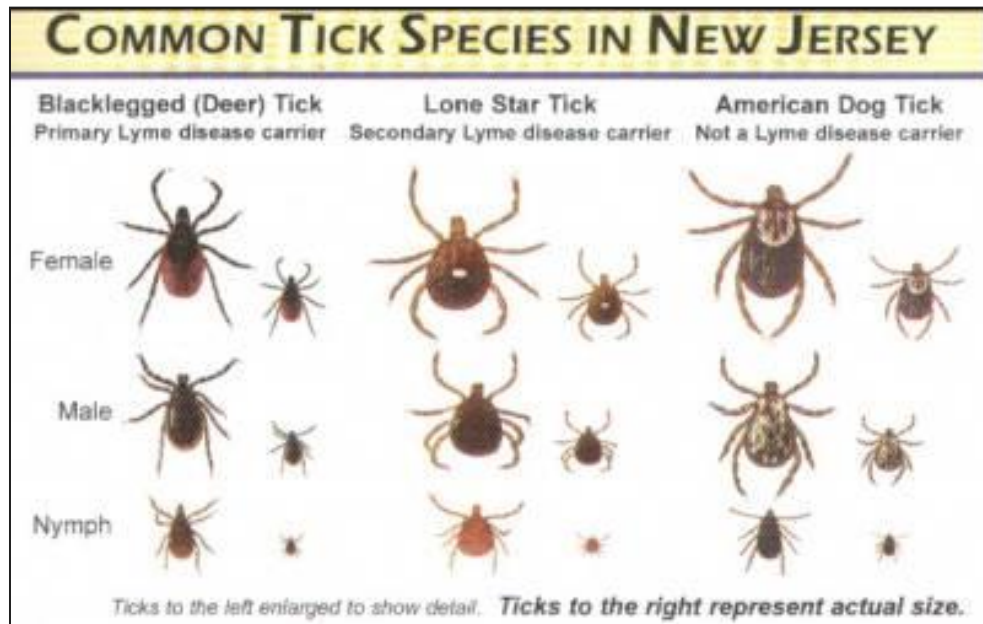 COMMON TICK SPECIES IN NEW JERSEY
Blacklegged (Deer) Tick
Primary Lyme disease carrier
Lone Star Tick
Secondary Lyme disease carrier
American Dog Tick
Not a Lyme disease carrier
Female
Male
Nymph
Ticks to the left enlarged to show detail. Ticks to the right represent actual size.